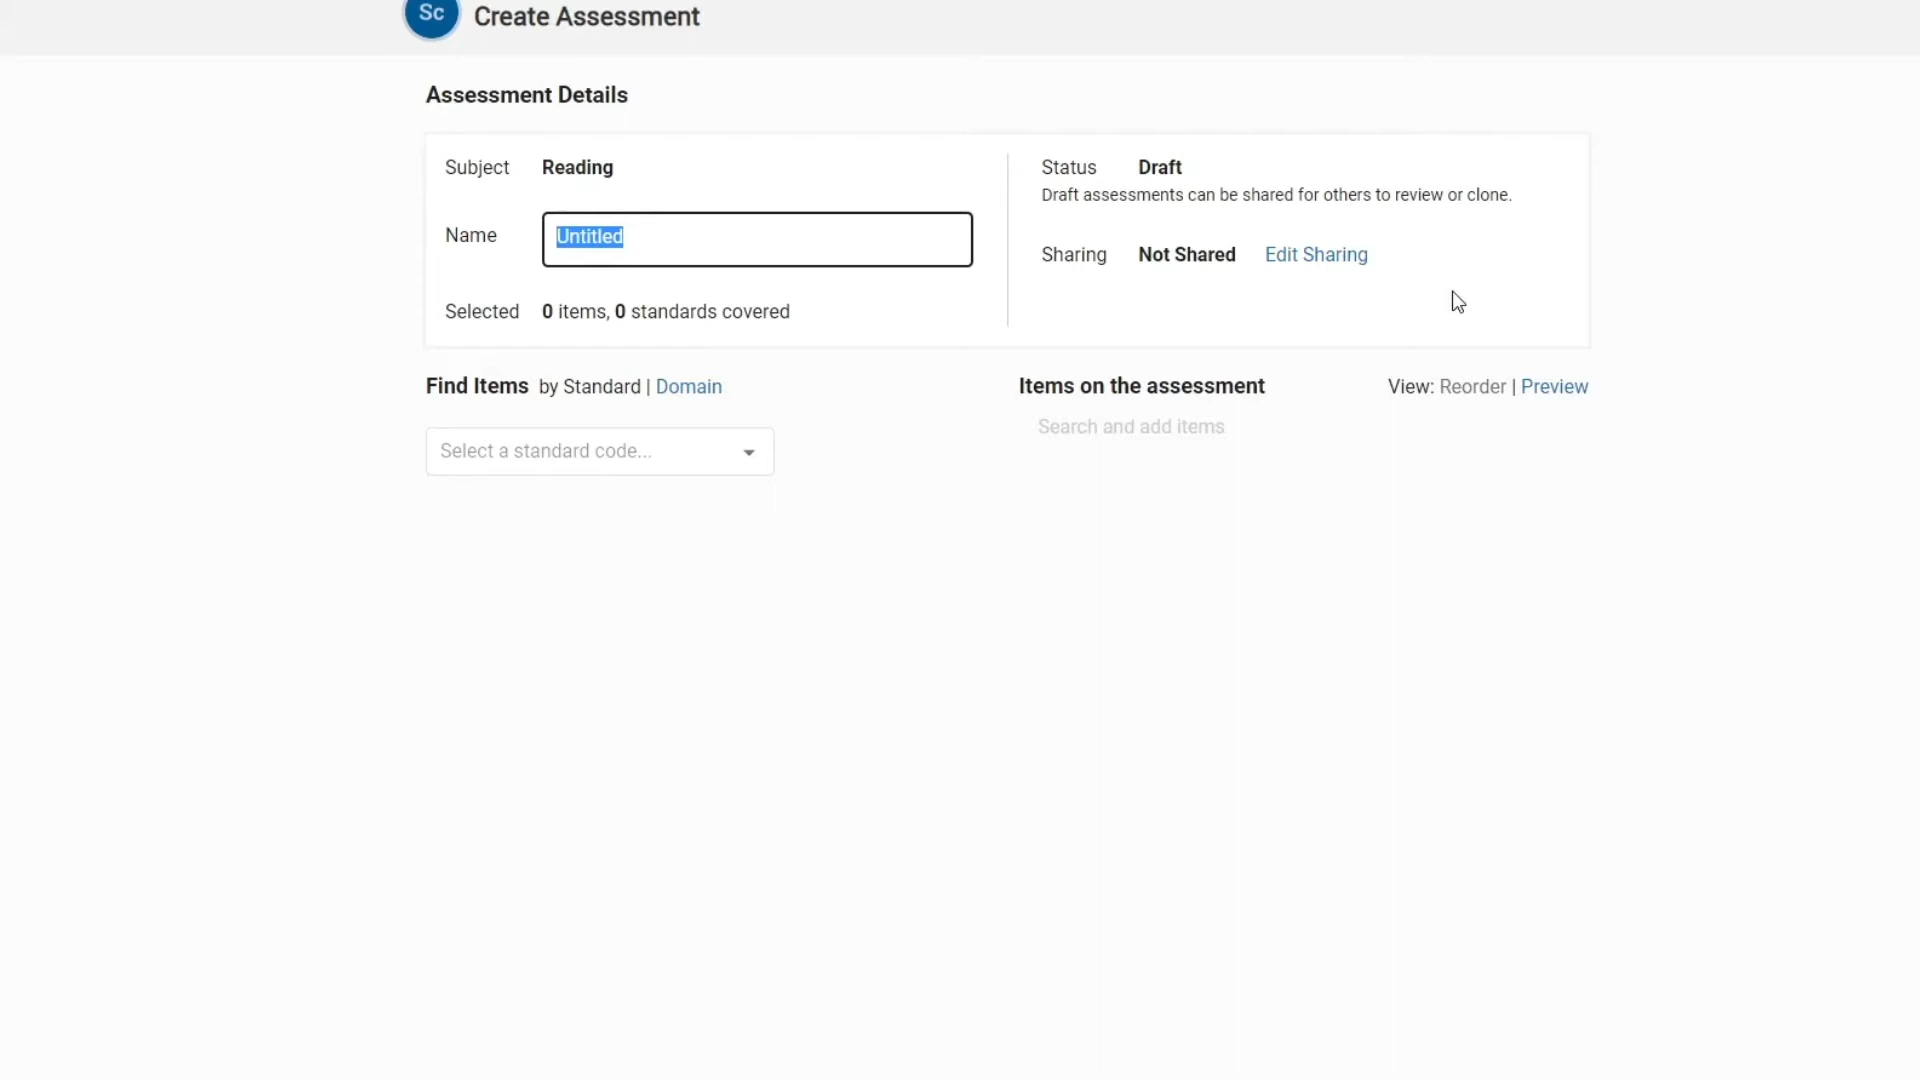 Sc Create Assessment
Assessment Details
Subject Reading
Name Untitled
Selected 0 items, 0 standards covered
Status Draft
Draft assessments can be shared for others to review or clone.
Sharing Not Shared Edit Sharing
Find Items by Standard | Domain
Select a standard code...
Items on the assessment View: Reorder | Preview
Search and add items